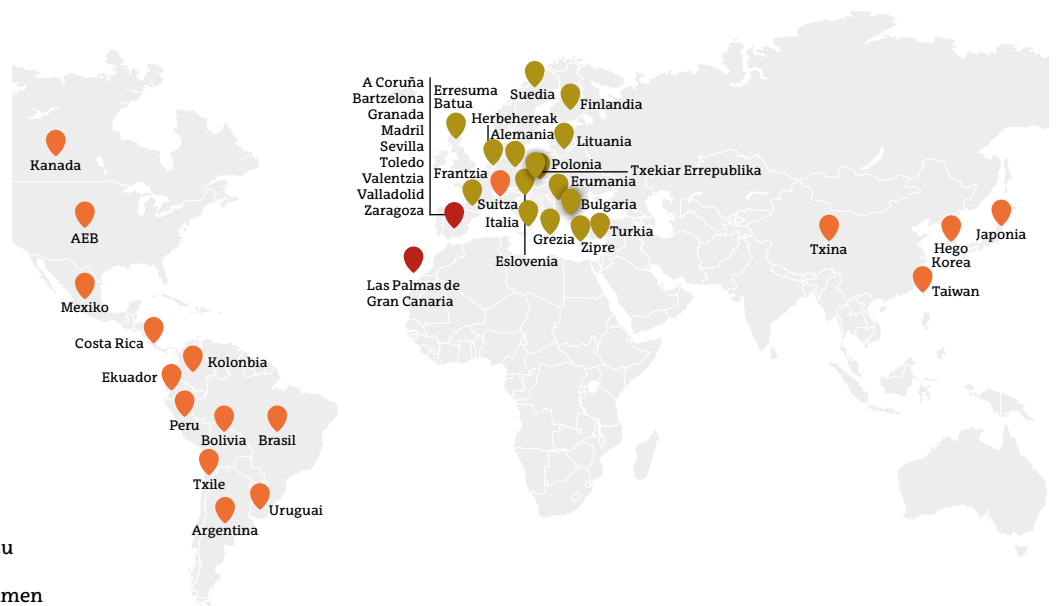 A Coruña
Bartzelona
Granada
Madril
Sevilla
Toledo
Valentzia
Valladolid
Zaragoza
Erresuma
Batua
Suedia
Finlandia
Herbehereak
Alemania
Lituania
Polonia
Txekiar Errepublika
Frantzia
Erumania
Suitza
Bulgaria
Italia
Grezia
Turkia
Zipre
Eslovenia
Las Palmas de
Gran Canaria
Kanada
AEB
Mexiko
Costa Rica
Kolonbia
Ekuador
Peru
Bolivia
Brasil
Txile
Uruguai
Argentina
Txina
Hego
Korea
Japonia
Taiwan
men